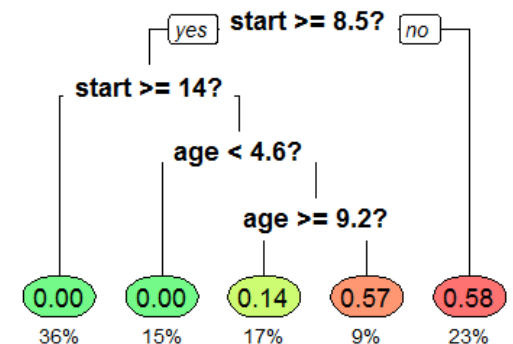 yes start >= 8.5? no
start >= 14?
age < 4.6?
age >= 9.2?
0.00 0.00 0.14 0.57 0.58
36% 15% 17% 9% 23%